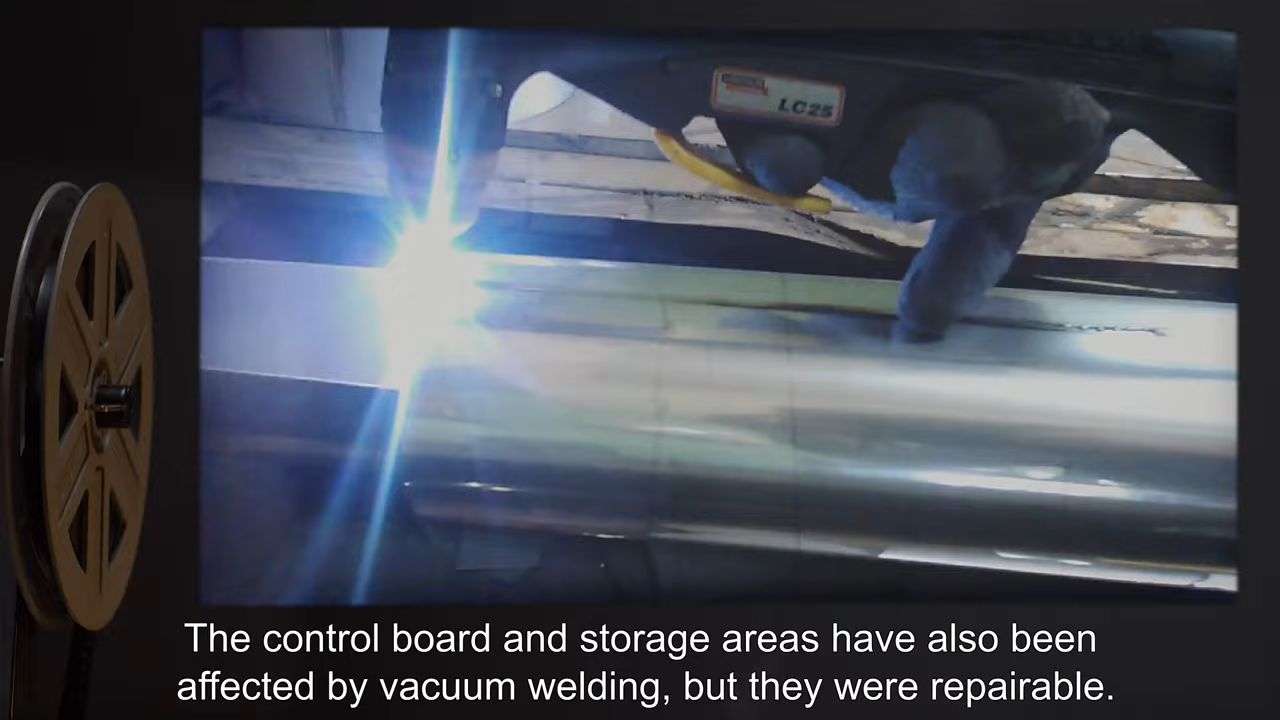 LC25
The control board and storage areas have also been
affected by vacuum welding, but they were repairable.